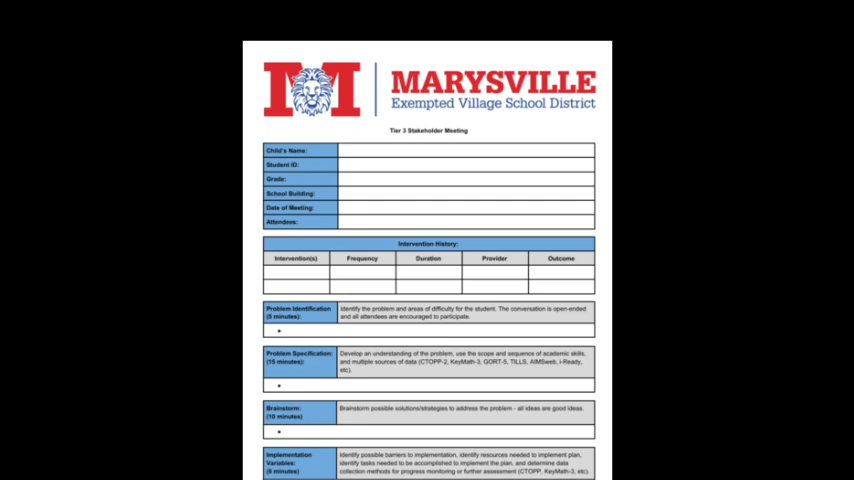 M
MARYSVILLE
Exempted Village School District
Tier 3 Stakeholder Meeting
Child's Name:
Student ID:
Grade:
School Building:
Date of Meeting:
Attendees:
Intervention History:
Intervention(s) Frequency Duration Provider Outcome
Problem Identification
(5 minutes):
Identify the problem and areas of difficulty for the student. The conversation is open-ended
and all attendees are encouraged to participate.
Problem Specification:
(15 minutes):
Develop an understanding of the problem, use the scope and sequence of academic skills,
and multiple sources of data (CTOPP-2, KeyMath-3, GORT-5, TILLS, AIMSweb, i-Ready,
etc).
Brainstorm:
(10 minutes)
Brainstorm possible solutions/strategies to address the problem - all ideas are good ideas.
Implementation
Variables:
(8 minutes)
Identify possible barriers to implementation, identify resources needed to implement plan,
identify tasks needed to be accomplished to implement the plan, and determine data
collection methods for progress monitoring or further assessment (CTOPP, KeyMath-3, etc).